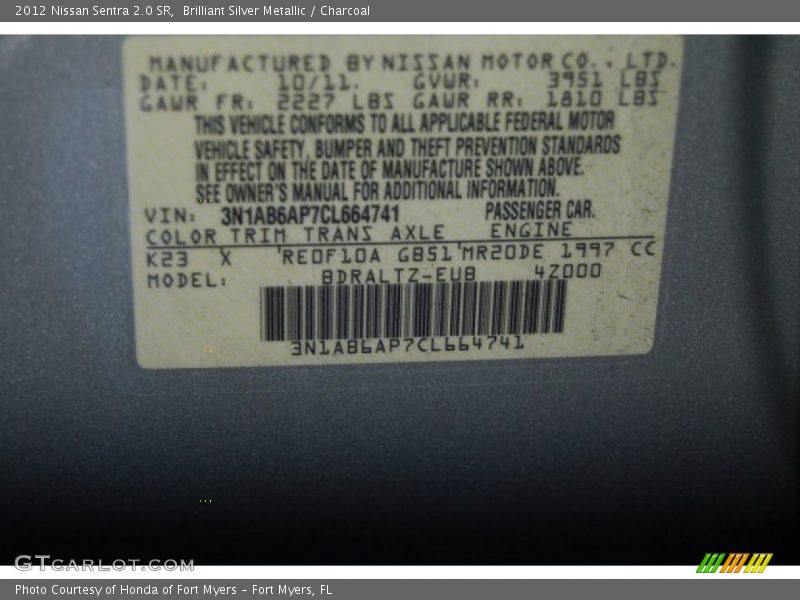 2012 Nissan Sentra 2.0 SR, Brilliant Silver Metallic / Charcoal
MANUFACTURED BY NISSAN MOTOR CO., LTD.
DATE: 10/11. GVWR: 3951 LBS
GAWR FR: 2227 LBS GAWR RR: 1810 LBS
THIS VEHICLE CONFORMS TO ALL APPLICABLE FEDERAL MOTOR
VEHICLE SAFETY, BUMPER AND THEFT PREVENTION STANDARDS
IN EFFECT ON THE DATE OF MANUFACTURE SHOWN ABOVE.
SEE OWNER'S MANUAL FOR ADDITIONAL INFORMATION.
VIN: 3N1AB6AP7CL664741 PASSENGER CAR.
COLOR TRIM TRANS AXLE ENGINE
K23 X RE0F10A GB51 MR20DE 1997 CC
MODEL: BDRALTZ-EUB 4Z000
3N1AB6AP7CL664741
GTCARLOT.COM
Photo Courtesy of Honda of Fort Myers - Fort Myers, FL